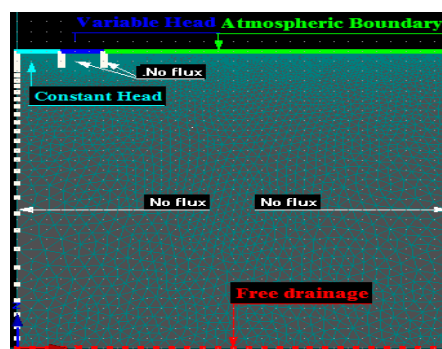 Variable Head Atmospheric Boundary
.No flux
Constant Head
No flux No flux
Free drainage